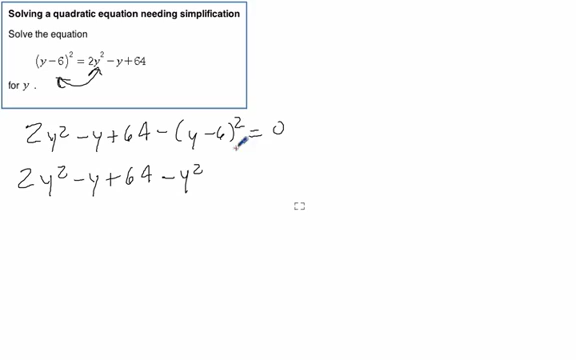 Solving a quadratic equation needing simplification
Solve the equation
(y − 6)² = 2y² − y + 64
for y .
2y² − y + 64 − (y − 6)² = 0
2y² − y + 64 − y²